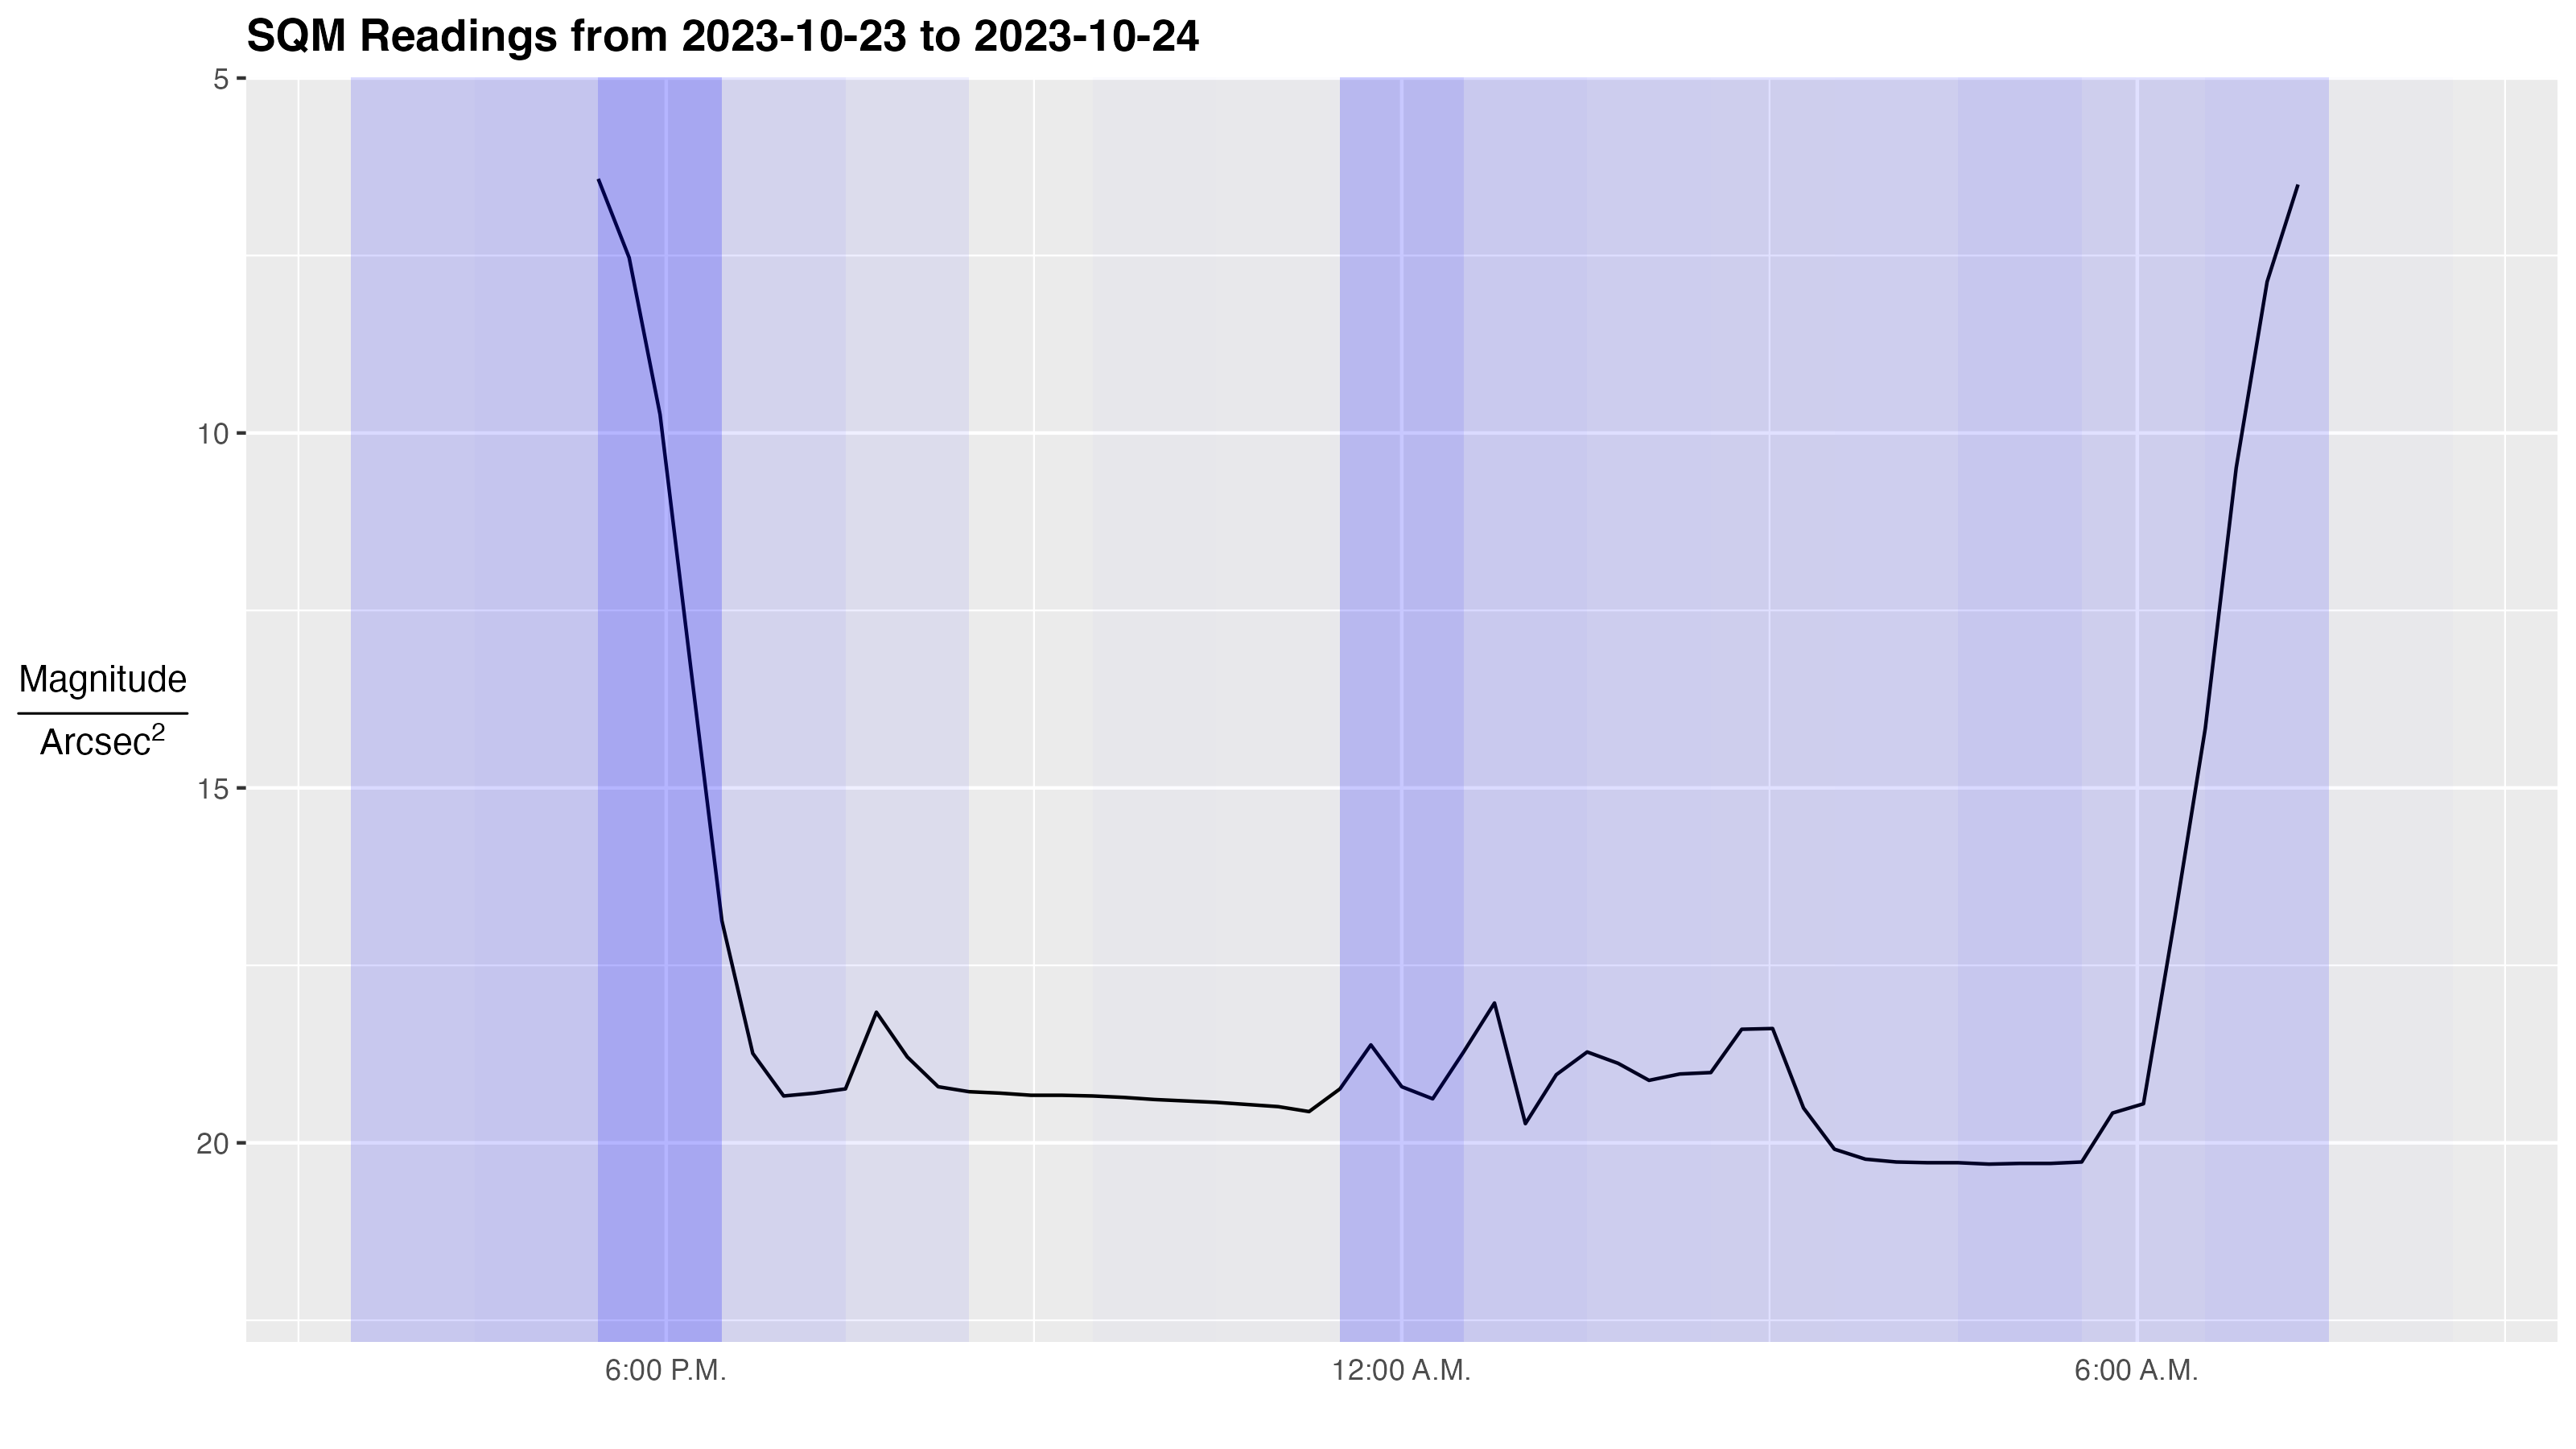 SQM Readings from 2023-10-23 to 2023-10-24
5
10
15
20
Magnitude
Arcsec²
6:00 P.M.
12:00 A.M.
6:00 A.M.